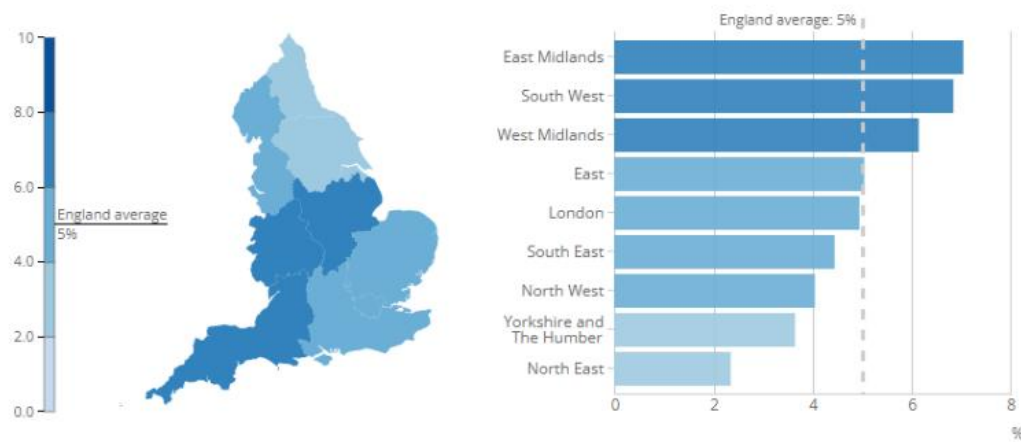 10
8.0
6.0
England average
5%
4.0
2.0
0.0
England average: 5%
East Midlands
South West
West Midlands
East
London
South East
North West
Yorkshire and
The Humber
North East
0 2 4 6 8
%